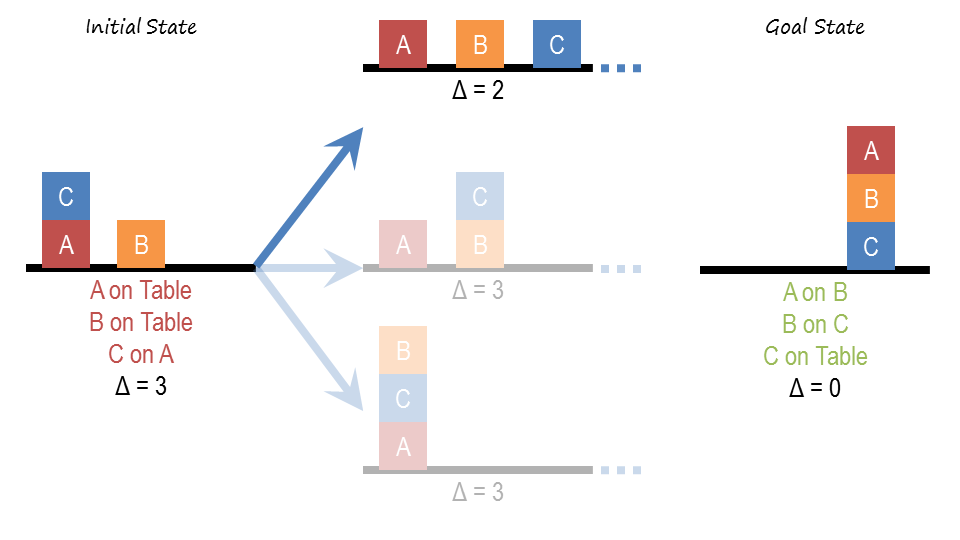 Initial State
A B C
Δ = 2
Goal State
C
A B
A on Table
B on Table
C on A
Δ = 3
C
A B
Δ = 3
B
C
A
Δ = 3
A
B
C
A on B
B on C
C on Table
Δ = 0